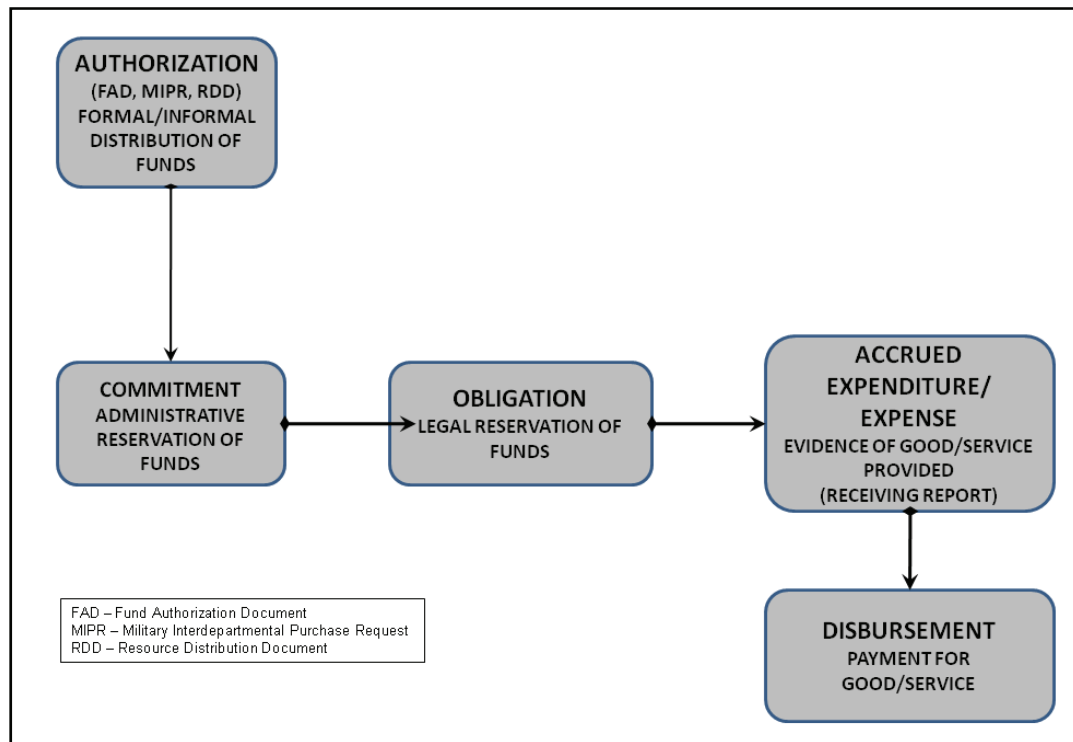 AUTHORIZATION
(FAD, MIPR, RDD)
FORMAL/INFORMAL
DISTRIBUTION OF
FUNDS
COMMITMENT
ADMINISTRATIVE
RESERVATION OF
FUNDS
OBLIGATION
LEGAL RESERVATION OF
FUNDS
ACCRUED
EXPENDITURE/
EXPENSE
EVIDENCE OF GOOD/SERVICE
PROVIDED
(RECEIVING REPORT)
DISBURSEMENT
PAYMENT FOR
GOOD/SERVICE
FAD – Fund Authorization Document
MIPR – Military Interdepartmental Purchase Request
RDD – Resource Distribution Document